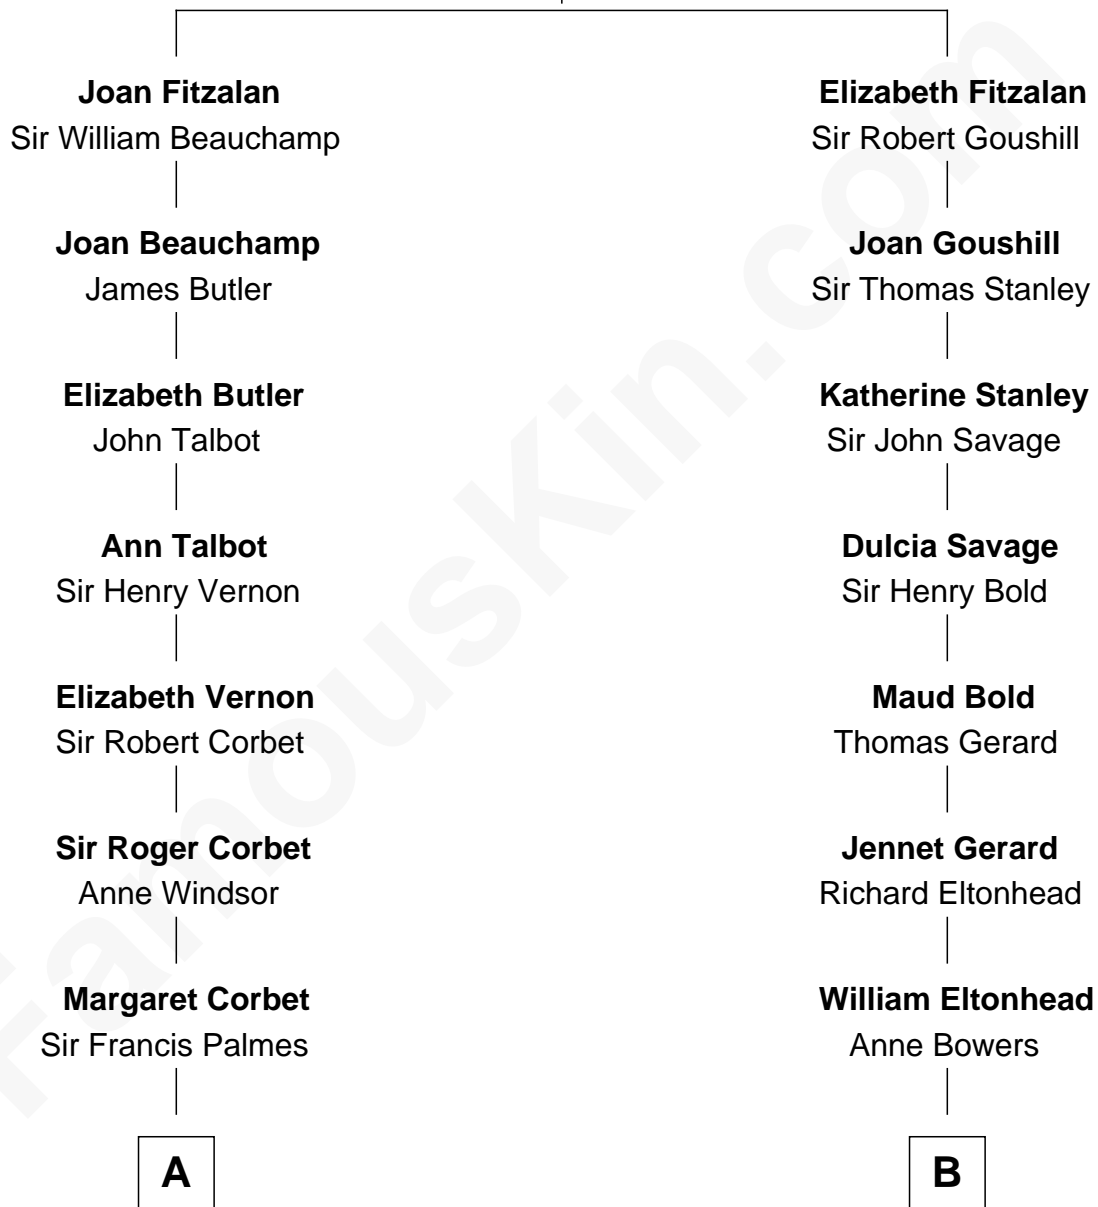 Joan Fitzalan
Sir William Beauchamp
Joan Beauchamp
James Butler
Elizabeth Butler
John Talbot
Ann Talbot
Sir Henry Vernon
Elizabeth Vernon
Sir Robert Corbet
Sir Roger Corbet
Anne Windsor
Margaret Corbet
Sir Francis Palmes
A
Elizabeth Fitzalan
Sir Robert Goushill
Joan Goushill
Sir Thomas Stanley
Katherine Stanley
Sir John Savage
Dulcia Savage
Sir Henry Bold
Maud Bold
Thomas Gerard
Jennet Gerard
Richard Eltonhead
William Eltonhead
Anne Bowers
B
FamousKin.com